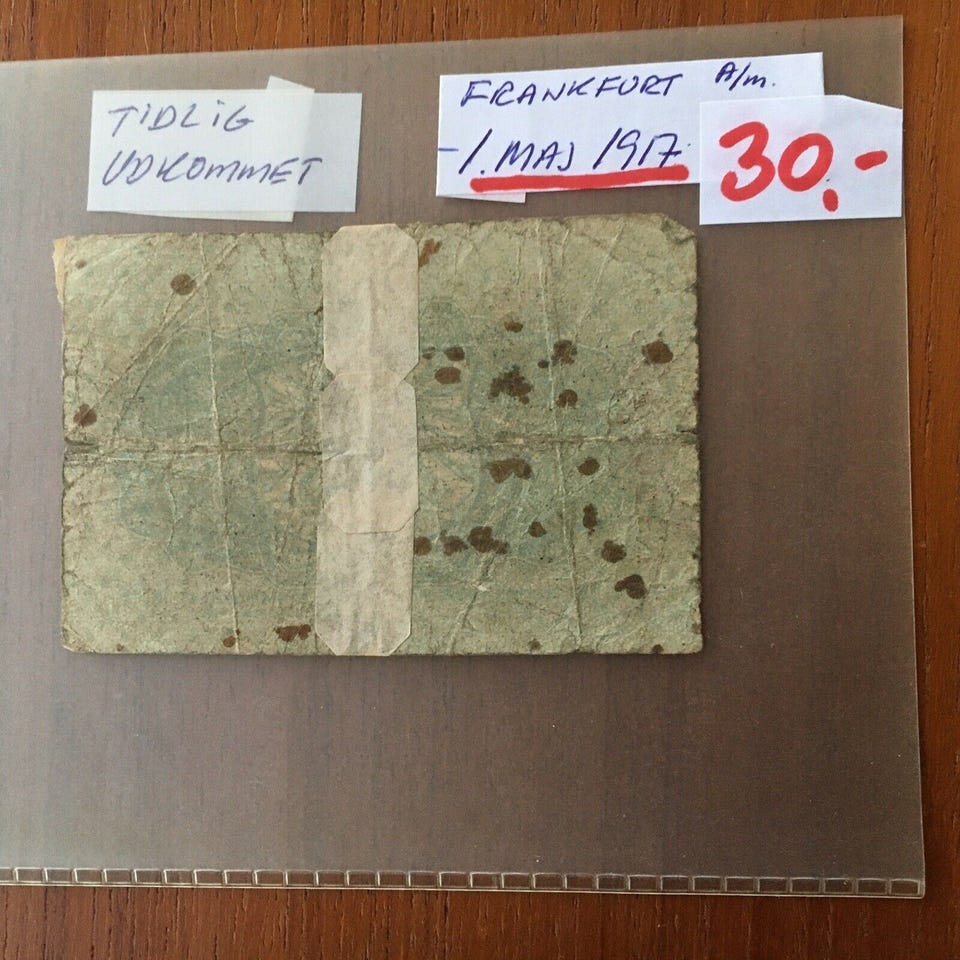 TIDLIG
UDKOMMET
FRANKFURT A/m.
-1. MAJ 1917.
30,-